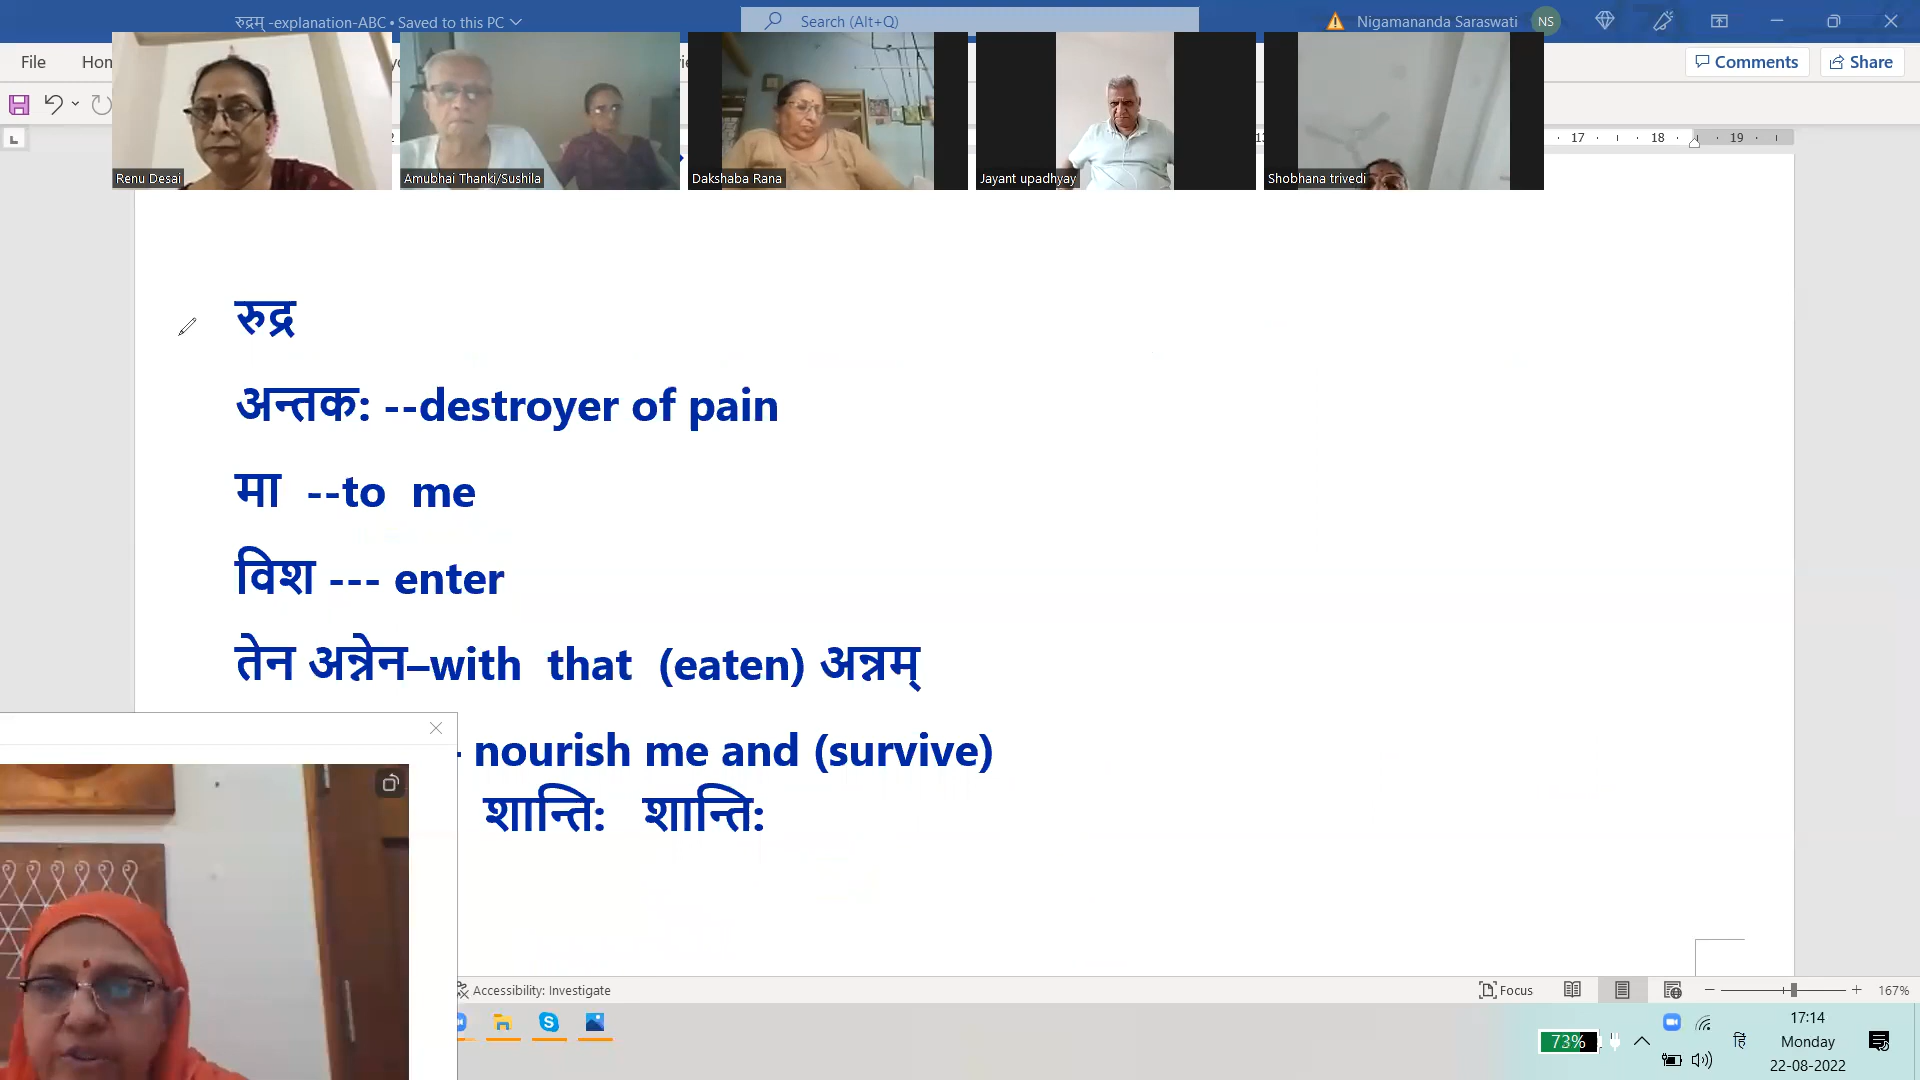 रुद्रम् -explanation-ABC • Saved to this PC
Search (Alt+Q)
Nigamananda Saraswati NS
File
Comments Share
Renu Desai
Amubhai Thanki/Sushila
Dakshaba Rana
Jayant upadhyay
Shobhana trivedi
17 18 19
रुद्र
अन्तक: --destroyer of pain
मा --to me
विश --- enter
तेन अन्नेन–with that (eaten) अन्नम्
- nourish me and (survive)
शान्ति: शान्ति:
Accessibility: Investigate
Focus
167%
73%
हि
17:14
Monday
22-08-2022